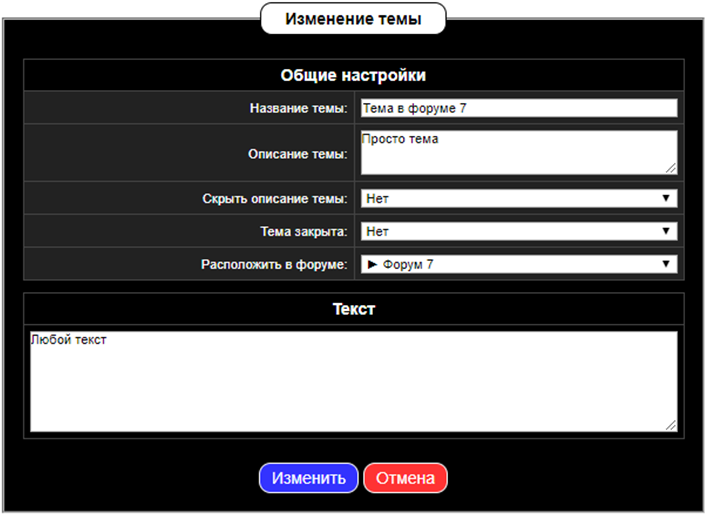 Изменение темы
Общие настройки
Название темы: Тема в форуме 7
Описание темы: Просто тема
Скрыть описание темы: Нет
Тема закрыта: Нет
Расположить в форуме: ► Форум 7
Текст
Любой текст
Изменить Отмена